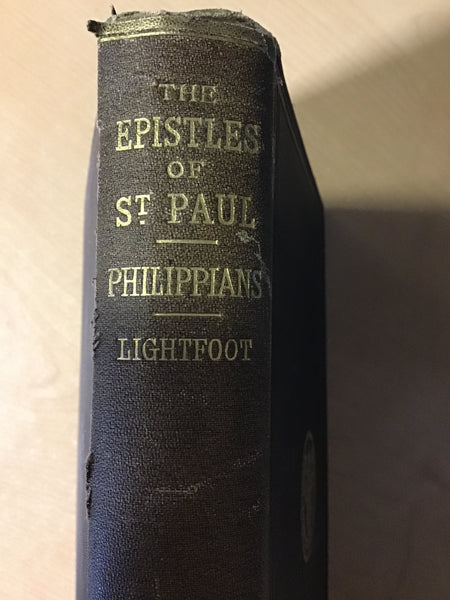 THE
EPISTLES
OF
ST. PAUL
PHILIPPIANS
LIGHTFOOT